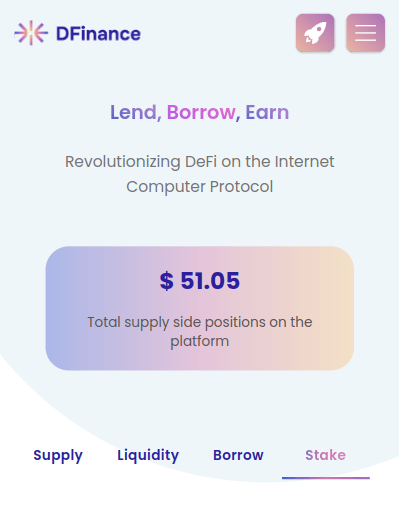 DFinance
Lend, Borrow, Earn
Revolutionizing DeFi on the Internet
Computer Protocol
$ 51.05
Total supply side positions on the
platform
Supply Liquidity Borrow Stake